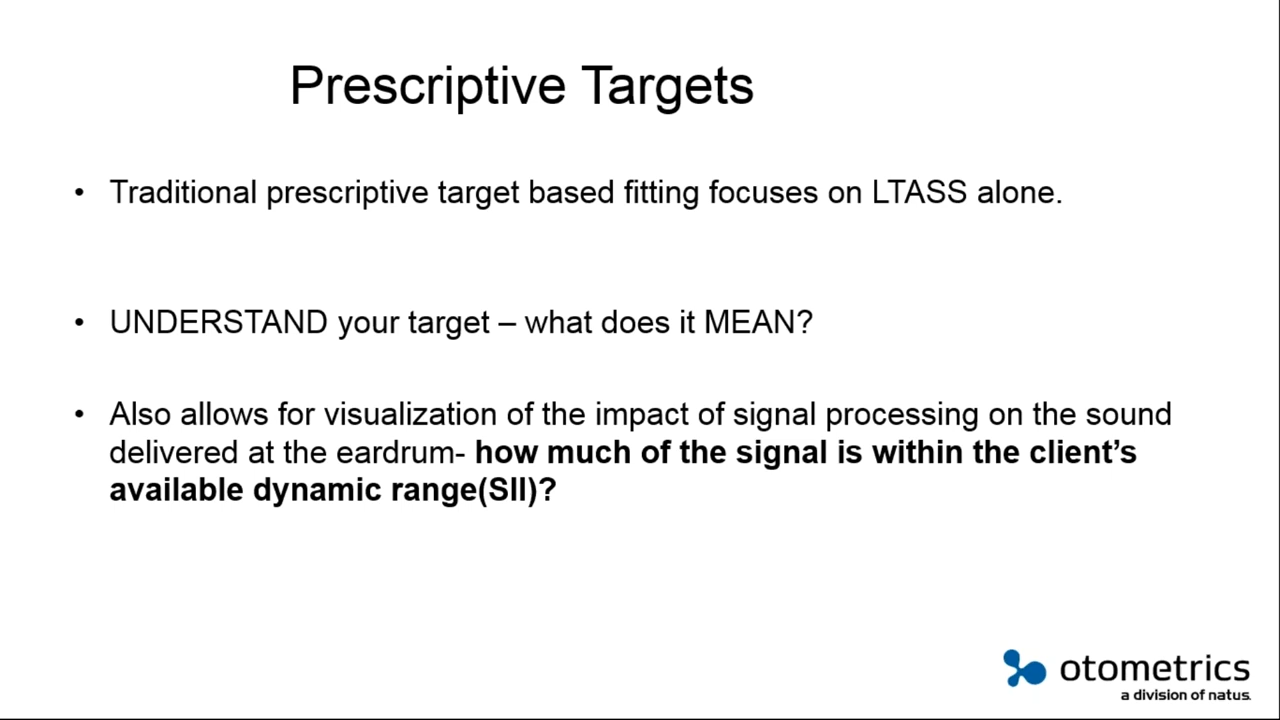 Prescriptive Targets
• Traditional prescriptive target based fitting focuses on LTASS alone.
• UNDERSTAND your target – what does it MEAN?
• Also allows for visualization of the impact of signal processing on the sound
delivered at the eardrum- how much of the signal is within the client’s
available dynamic range(SII)?
otometrics
a division of natus.